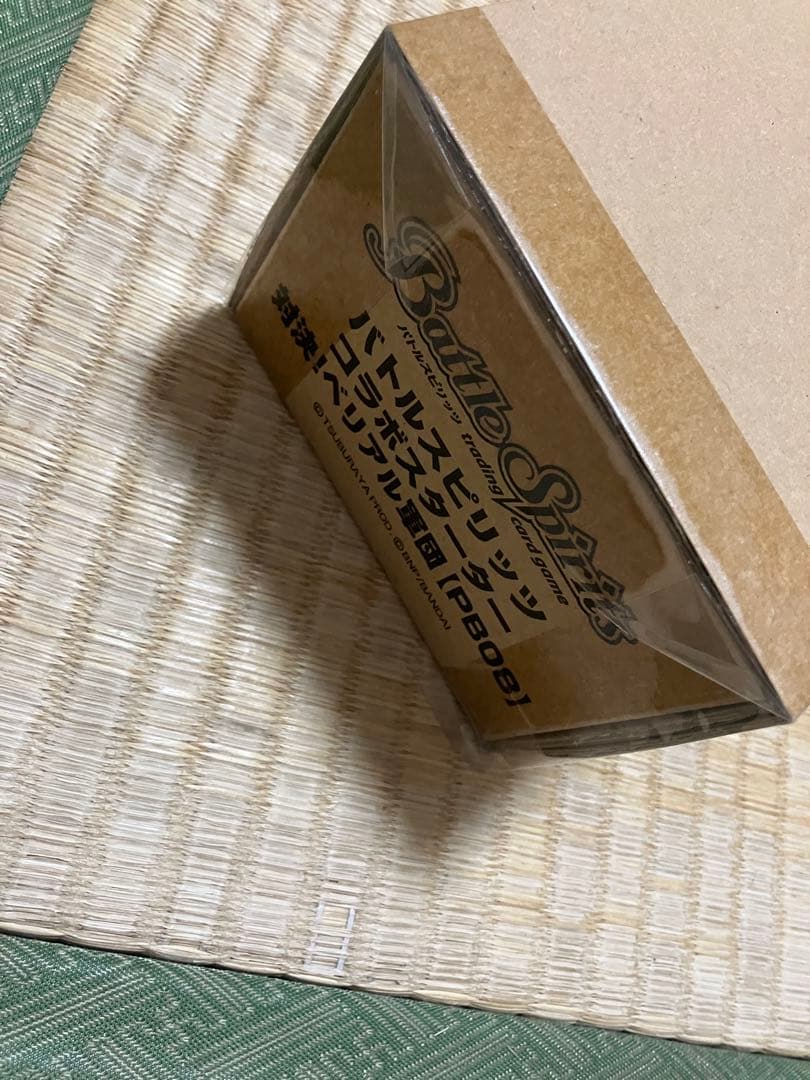 Battle Spirits
バトルスピリッツ trading card game
バトルスピリッツ
コラボスターター
対決!ベリアル軍団【PB08】
©TSUBURAYA PROD. ©BNP/BANDAI